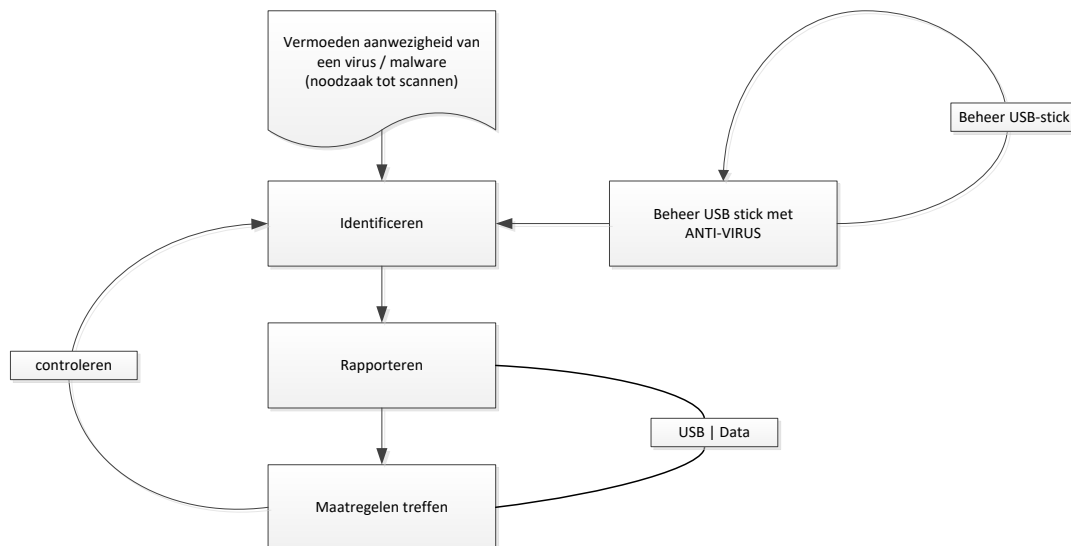 Vermoeden aanwezigheid van
een virus / malware
(noodzaak tot scannen)
Beheer USB-stick
Identificeren
Beheer USB stick met
ANTI-VIRUS
controleren
Rapporteren
USB | Data
Maatregelen treffen